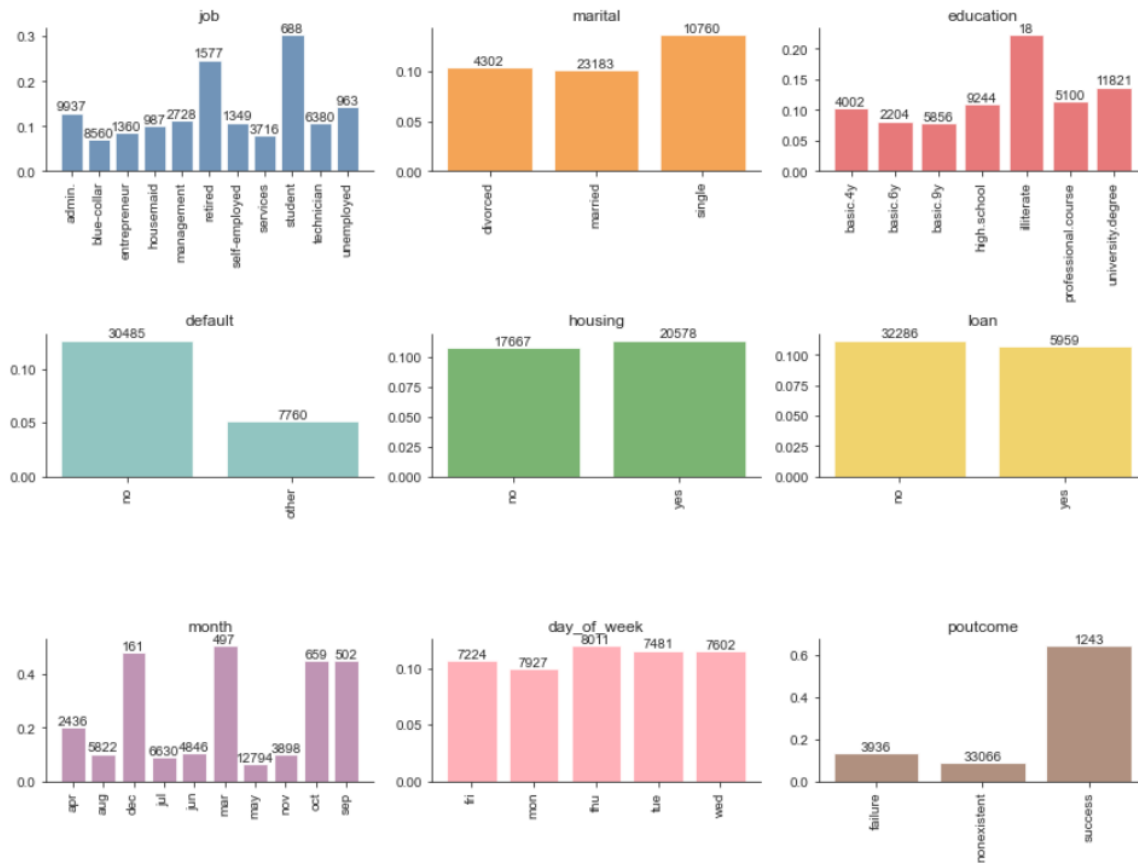 job
0.3
0.2
0.1
0.0
9937
8560
1360
987
2728
1577
1349
3716
688
6380
963
admin.
blue-collar
entrepreneur
housemaid
management
retired
self-employed
services
student
technician
unemployed
marital
0.10
0.05
0.00
4302
23183
10760
divorced
married
single
education
0.20
0.15
0.10
0.05
0.00
4002
2204
5856
9244
18
5100
11821
basic.4y
basic.6y
basic.9y
high.school
illiterate
professional.course
university.degree
default
0.10
0.05
0.00
30485
7760
no
other
housing
0.100
0.075
0.050
0.025
0.000
17667
20578
no
yes
loan
0.100
0.075
0.050
0.025
0.000
32286
5959
no
yes
month
0.4
0.2
0.0
2436
5822
161
6630
4846
497
12794
3898
659
502
apr
aug
dec
jul
jun
mar
may
nov
oct
sep
day_of_week
0.10
0.05
0.00
7224
7927
8011
7481
7602
fri
mon
thu
tue
wed
poutcome
0.6
0.4
0.2
0.0
3936
33066
1243
failure
nonexistent
success